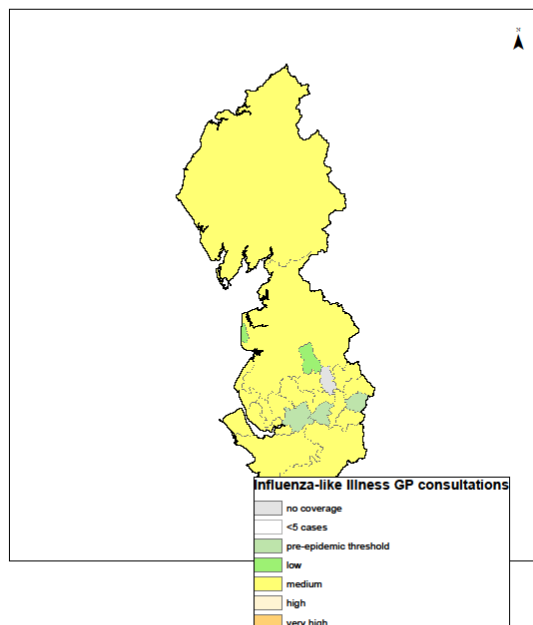 N
Influenza-like Illness GP consultations
no coverage
<5 cases
pre-epidemic threshold
low
medium
high
very high